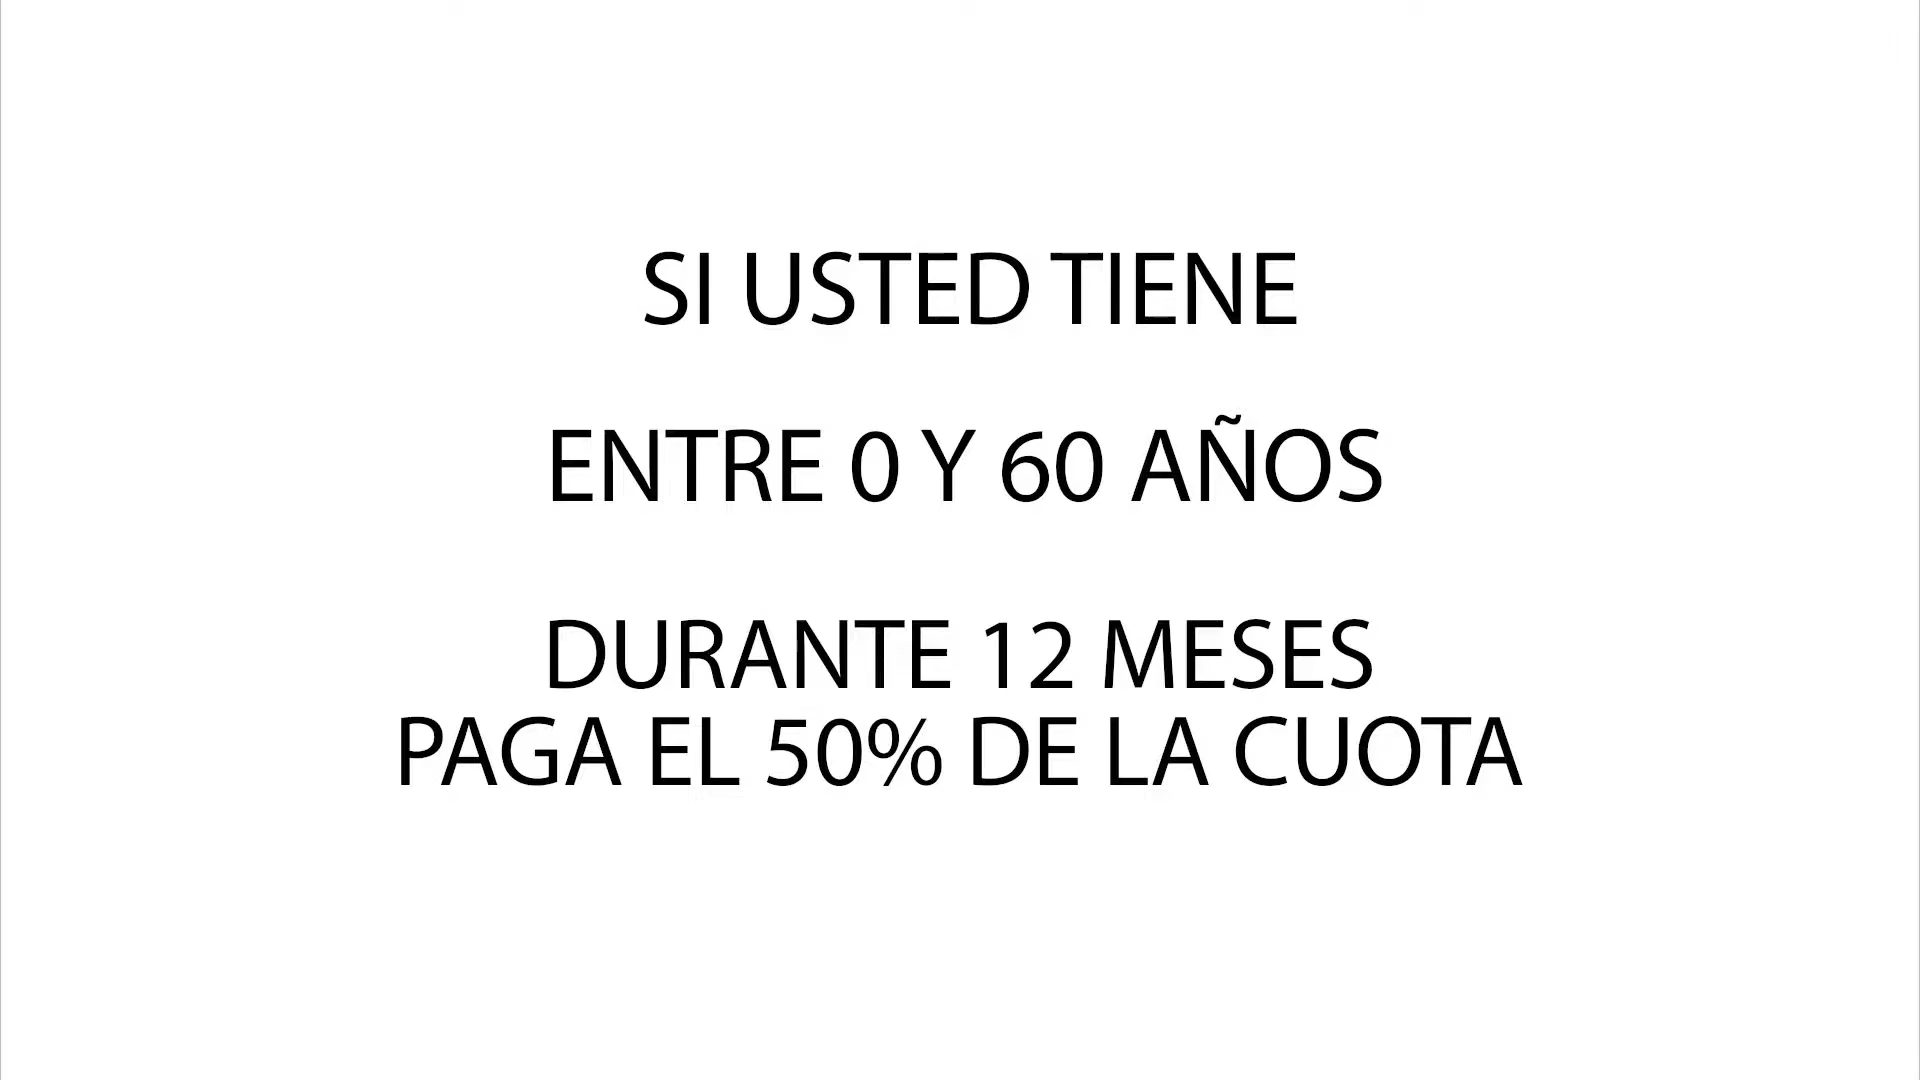 SI USTED TIENE
ENTRE 0 Y 60 AÑOS
DURANTE 12 MESES
PAGA EL 50% DE LA CUOTA